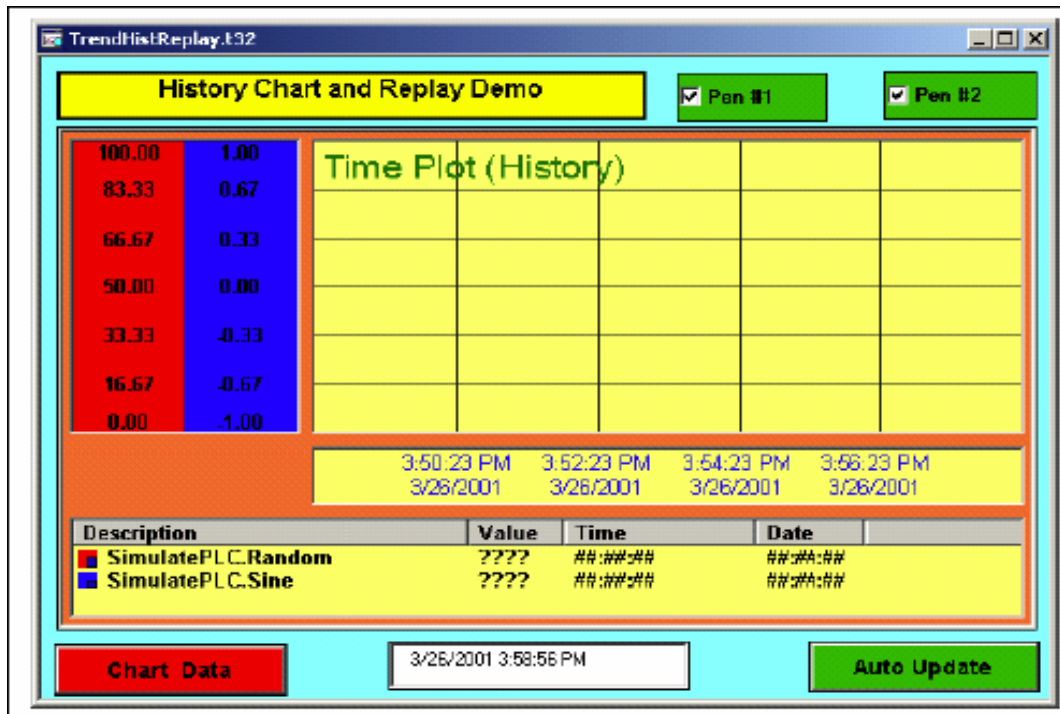 TrendHistReplay.t32
History Chart and Replay Demo
Pen #1
Pen #2
100.00 1.00
83.33 0.67
66.67 0.33
50.00 0.00
33.33 -0.33
16.67 -0.67
0.00 -1.00
Time Plot (History)
3:50:23 PM 3:52:23 PM 3:54:23 PM 3:56:23 PM
3/26/2001 3/26/2001 3/26/2001 3/26/2001
Description Value Time Date
SimulatePLC.Random ???? ##:##:## ##:##:##
SimulatePLC.Sine ???? ##:##:## ##:##:##
Chart Data
3/26/2001 3:58:56 PM
Auto Update